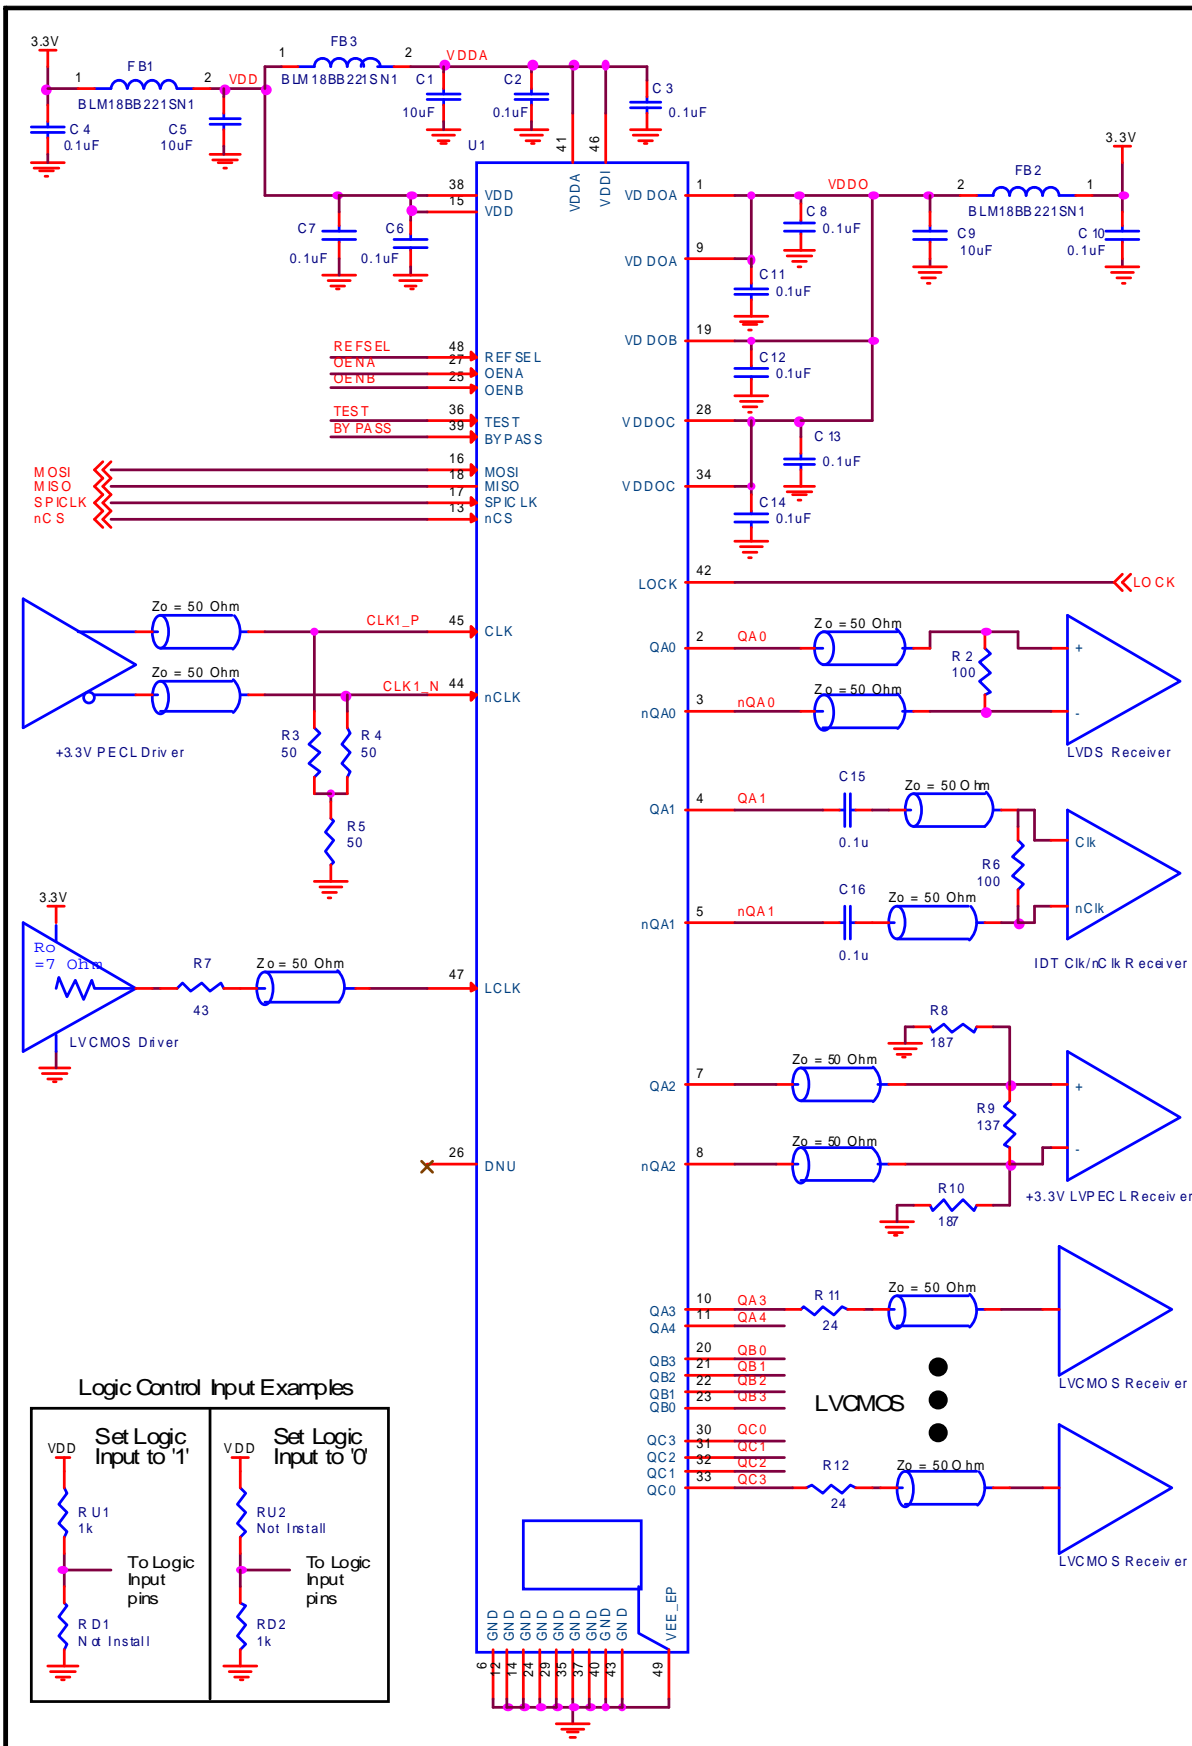 3.3V
FB1
1
2
BLM18BB221SN1
VDD
FB3
1
2
BLM18BB221SN1
VDDA
C4
0.1uF
C5
10uF
C1
10uF
C2
0.1uF
C3
0.1uF
U1
41
46
VDDA
VDDI
38
VDD
15
VDD
C7
0.1uF
C6
0.1uF
1
VDDOA
VDDO
FB2
2
1
BLM18BB221SN1
3.3V
C8
0.1uF
C9
10uF
C10
0.1uF
9
VDDOA
C11
0.1uF
19
VDDOB
C12
0.1uF
28
VDDOC
C13
0.1uF
34
VDDOC
C14
0.1uF
REFSEL
48
REFSEL
OENA
27
OENA
OENB
25
OENB
TEST
36
TEST
BYPASS
39
BYPASS
MOSI
16
MOSI
MISO
18
MISO
SPICLK
17
SPICLK
nCS
13
nCS
42
LOCK
LOCK
Zo = 50 Ohm
CLK1_P
45
CLK
Zo = 50 Ohm
CLK1_N
44
nCLK
+3.3V PECL Driver
R3
50
R4
50
R5
50
2
QA0
QA0
Zo = 50 Ohm
R2
100
+
-
3
nQA0
nQA0
Zo = 50 Ohm
LVDS Receiver
4
QA1
QA1
C15
0.1u
Zo = 50 Ohm
R6
100
Clk
nClk
5
nQA1
nQA1
C16
0.1u
Zo = 50 Ohm
IDT Clk/nClk Receiver
3.3V
Ro
=7 Ohm
R7
43
Zo = 50 Ohm
47
LCLK
LVCMOS Driver
R8
187
7
QA2
Zo = 50 Ohm
R9
137
+
-
8
nQA2
Zo = 50 Ohm
R10
187
+3.3V LVPECL Receiver
26
DNU
10
QA3
QA3
R11
24
Zo = 50 Ohm
11
QA4
QA4
LVCMOS Receiver
20
QB0
QB3
21
QB1
QB2
22
QB2
QB1
23
QB3
QB0
LVCMOS
30
QC0
QC3
31
QC1
QC2
32
QC2
QC1
33
QC3
QC0
R12
24
Zo = 50 Ohm
LVCMOS Receiver
Logic Control Input Examples
Set Logic
Input to '1'
VDD
RU1
1k
To Logic
Input
pins
RD1
Not Install
Set Logic
Input to '0'
VDD
RU2
Not Install
To Logic
Input
pins
RD2
1k
GND
GND
GND
GND
GND
GND
GND
GND
GND
VEE_EP
6
12
14
24
29
35
37
40
43
49